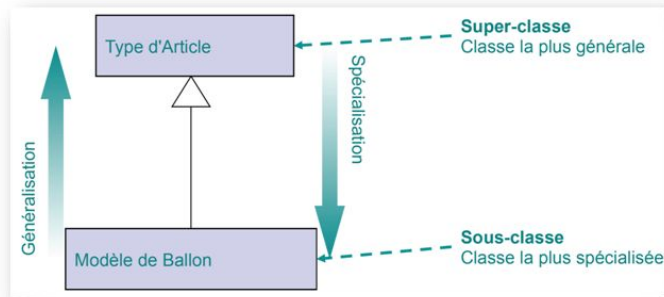 Type d'Article
Super-classe
Classe la plus générale
Généralisation
Spécialisation
Modèle de Ballon
Sous-classe
Classe la plus spécialisée